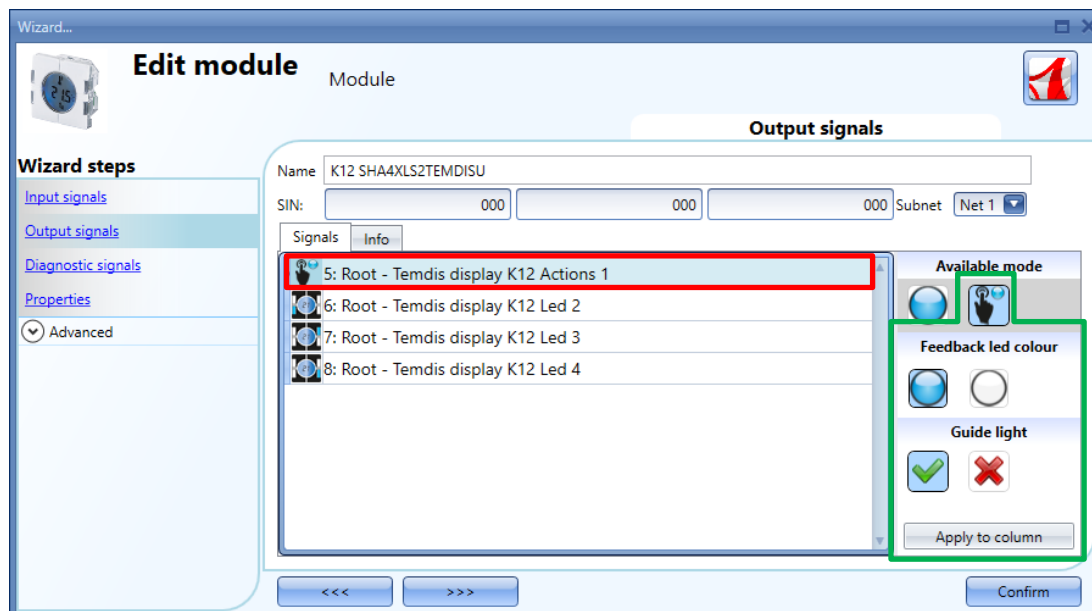 Wizard...
Edit module
Module
Output signals
Wizard steps
Input signals
Output signals
Diagnostic signals
Properties
Advanced
Name K12 SHA4XLS2TEMDISU
SIN: 000 000 000 Subnet Net 1
Signals Info
5: Root - Temdis display K12 Actions 1
6: Root - Temdis display K12 Led 2
7: Root - Temdis display K12 Led 3
8: Root - Temdis display K12 Led 4
Available mode
Feedback led colour
Guide light
Apply to column
<<< >>> Confirm